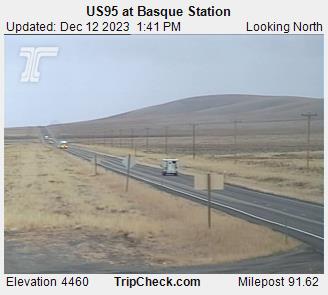 US95 at Basque Station
Updated: Dec 12 2023 1:41 PM Looking North
Elevation 4460 TripCheck.com Milepost 91.62